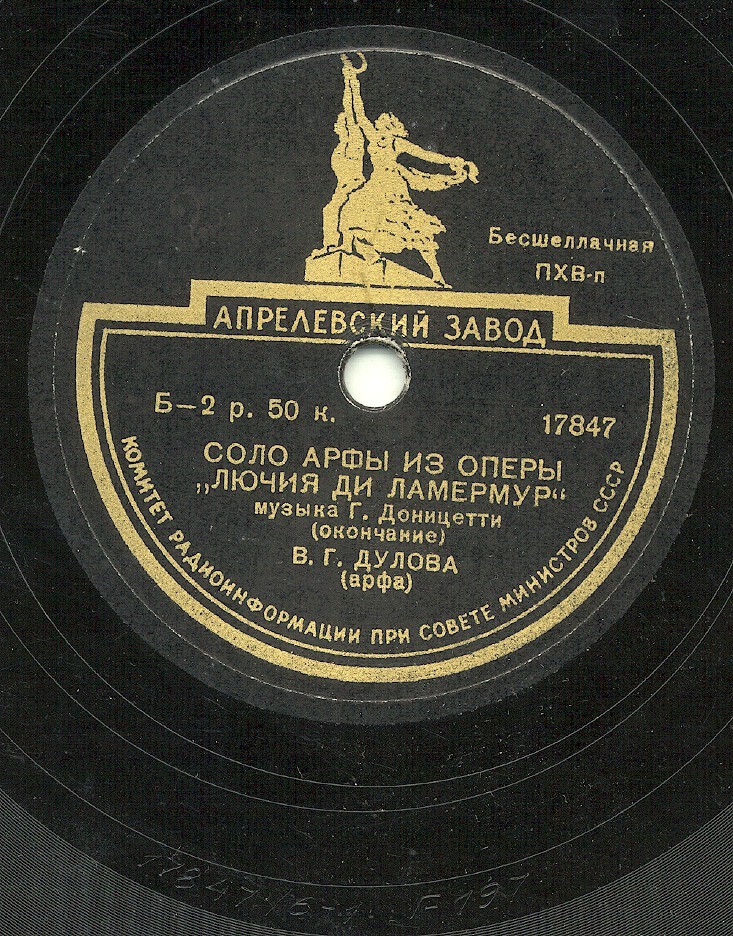 Бесшеллачная
ПХВ-п
АПРЕЛЕВСКИЙ ЗАВОД
Б—2 р. 50 к.
17847
СОЛО АРФЫ ИЗ ОПЕРЫ
„ЛЮЧИЯ ДИ ЛАМЕРМУР“
музыка Г. Доницетти
(окончание)
В. Г. ДУЛОВА
(арфа)
КОМИТЕТ РАДИОИНФОРМАЦИИ ПРИ СОВЕТЕ МИНИСТРОВ СССР